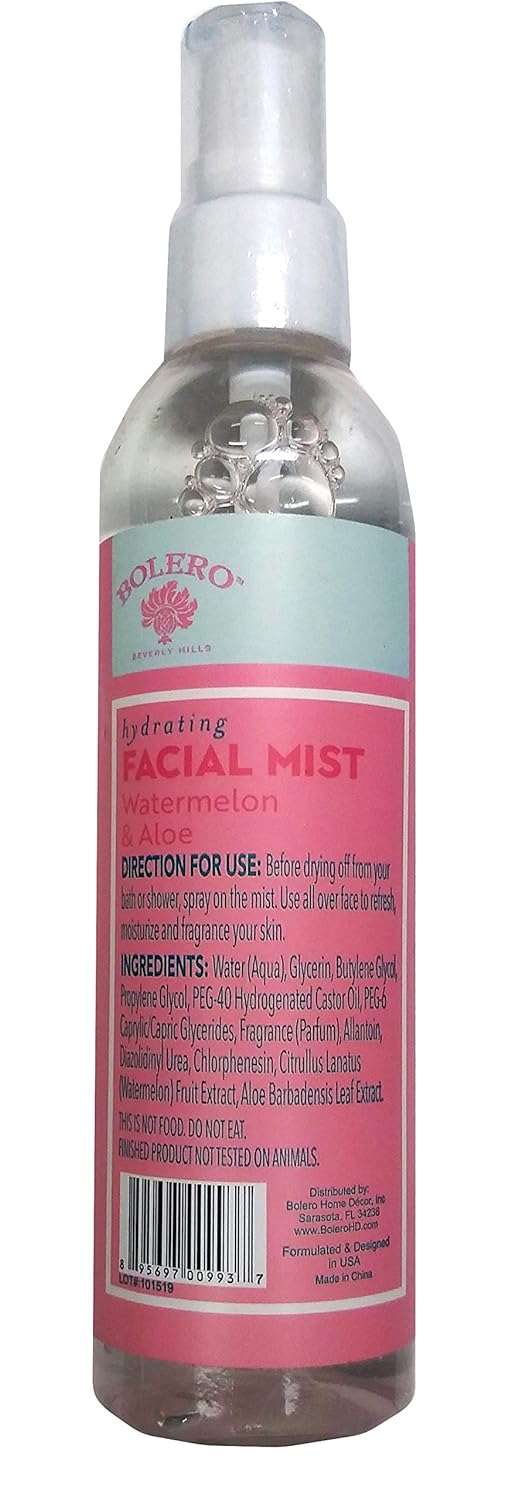 BOLERO™
BEVERLY HILLS
hydrating
FACIAL MIST
Watermelon
& Aloe
DIRECTION FOR USE: Before drying off from your
bath or shower, spray on the mist. Use all over face to refresh,
moisturize and fragrance your skin.
INGREDIENTS: Water (Aqua), Glycerin, Butylene Glycol,
Propylene Glycol, PEG-40 Hydrogenated Castor Oil, PEG-6
Caprylic/Capric Glycerides, Fragrance (Parfum), Allantoin,
Diazolidinyl Urea, Chlorphenesin, Citrullus Lanatus
(Watermelon) Fruit Extract, Aloe Barbadensis Leaf Extract.
THIS IS NOT FOOD. DO NOT EAT.
FINISHED PRODUCT NOT TESTED ON ANIMALS.
8 95697 00993 7
LOT#:101519
Distributed by:
Bolero Home Décor, Inc
Sarasota, FL 34238
www.BoleroHD.com
Formulated & Designed
in USA
Made in China